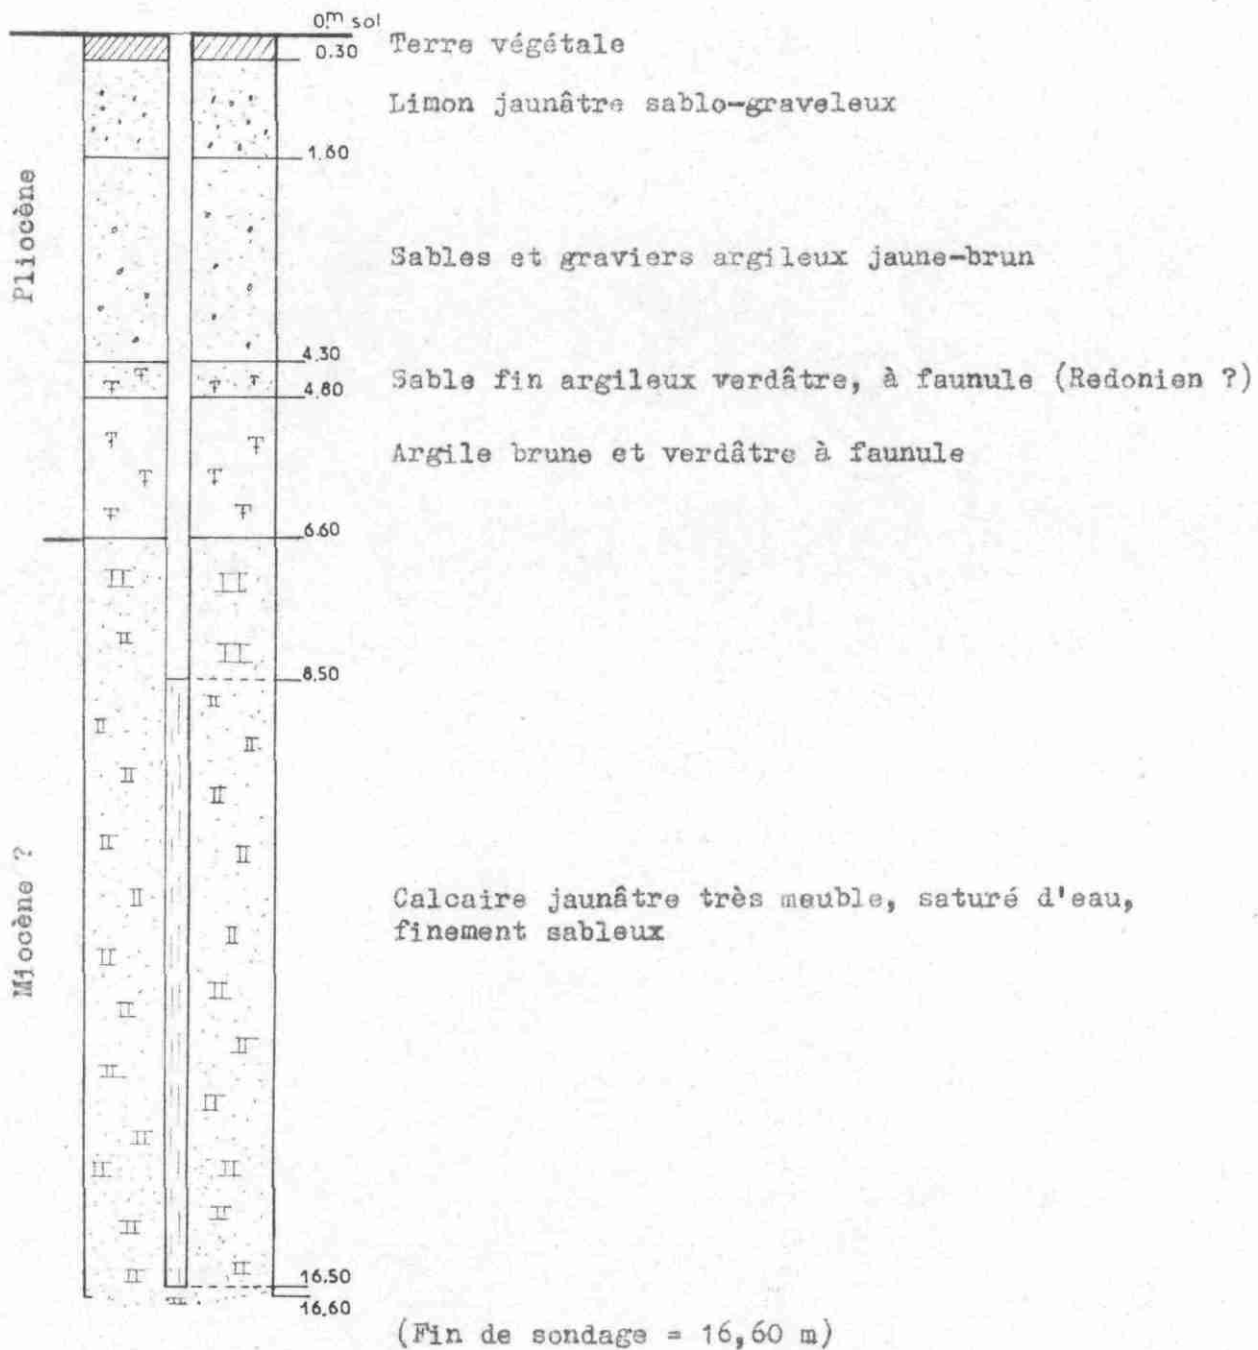 0m sol
0.30
Terre végétale
Limon jaunâtre sablo-graveleux
1.60
Pliocène
Sables et graviers argileux jaune-brun
4.30
Sable fin argileux verdâtre, à faunule (Redonien ?)
4.80
Argile brune et verdâtre à faunule
6.60
8.50
Miocène ?
Calcaire jaunâtre très meuble, saturé d'eau,
finement sableux
16.50
16.60
(Fin de sondage = 16,60 m)